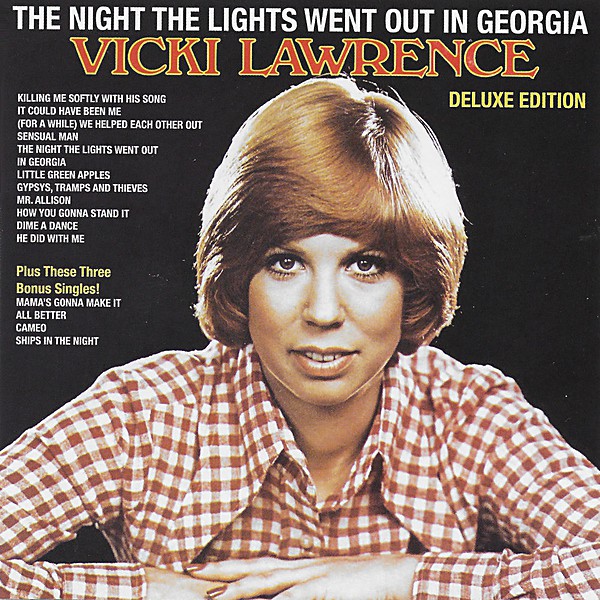 THE NIGHT THE LIGHTS WENT OUT IN GEORGIA
VICKI LAWRENCE
DELUXE EDITION
KILLING ME SOFTLY WITH HIS SONG
IT COULD HAVE BEEN ME
(FOR A WHILE) WE HELPED EACH OTHER OUT
SENSUAL MAN
THE NIGHT THE LIGHTS WENT OUT
IN GEORGIA
LITTLE GREEN APPLES
GYPSYS, TRAMPS AND THIEVES
MR. ALLISON
HOW YOU GONNA STAND IT
DIME A DANCE
HE DID WITH ME
Plus These Three
Bonus Singles!
MAMA'S GONNA MAKE IT
ALL BETTER
CAMEO
SHIPS IN THE NIGHT